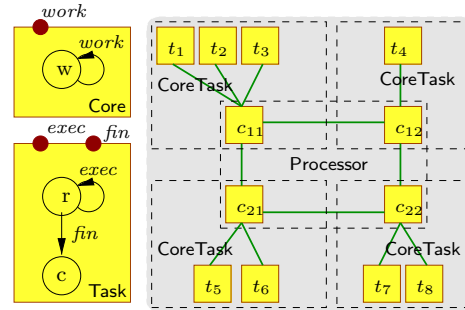 work
work
w
Core
exec
fin
exec
r
fin
c
Task
t1
t2
t3
t4
CoreTask
CoreTask
c11
c12
Processor
c21
c22
CoreTask
CoreTask
t5
t6
t7
t8